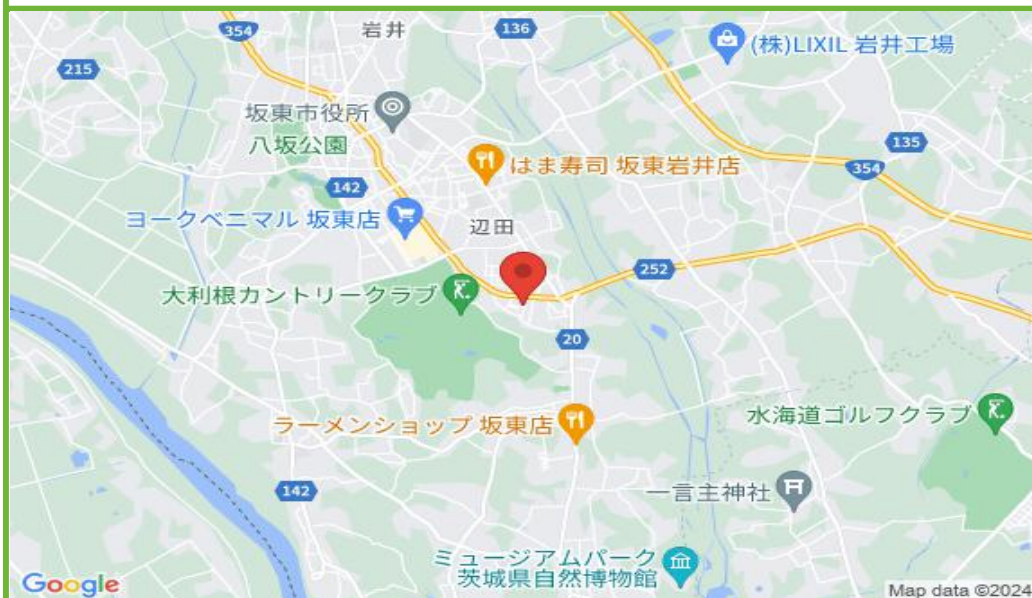 354
岩井
136
(株)LIXIL 岩井工場
215
坂東市役所
八坂公園
135
はま寿司 坂東岩井店
354
142
ヨークベニマル 坂東店
辺田
252
大利根カントリークラブ
20
ラーメンショップ 坂東店
水海道ゴルフクラブ
142
一言主神社
ミュージアムパーク
茨城県自然博物館
Google
Map data ©2024